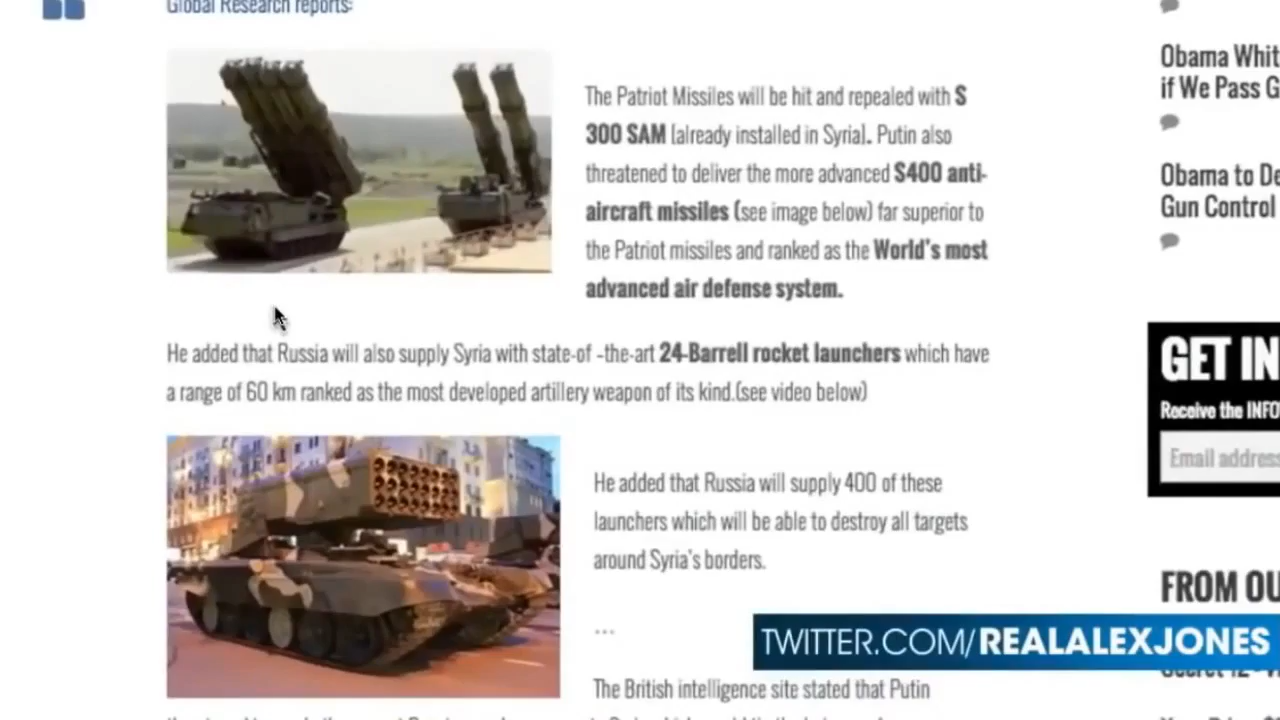 Global Research reports:
The Patriot Missiles will be hit and repealed with S
300 SAM (already installed in Syria). Putin also
threatened to deliver the more advanced S400 anti-
aircraft missiles (see image below) far superior to
the Patriot missiles and ranked as the World's most
advanced air defense system.
He added that Russia will also supply Syria with state-of -the-art 24-Barrell rocket launchers which have
a range of 60 km ranked as the most developed artillery weapon of its kind.(see video below)
He added that Russia will supply 400 of these
launchers which will be able to destroy all targets
around Syria's borders.
...
The British intelligence site stated that Putin
Obama Whit
if We Pass G
Obama to De
Gun Control
GET IN
Receive the INFO
Email address
FROM OU
TWITTER.COM/REALALEXJONES